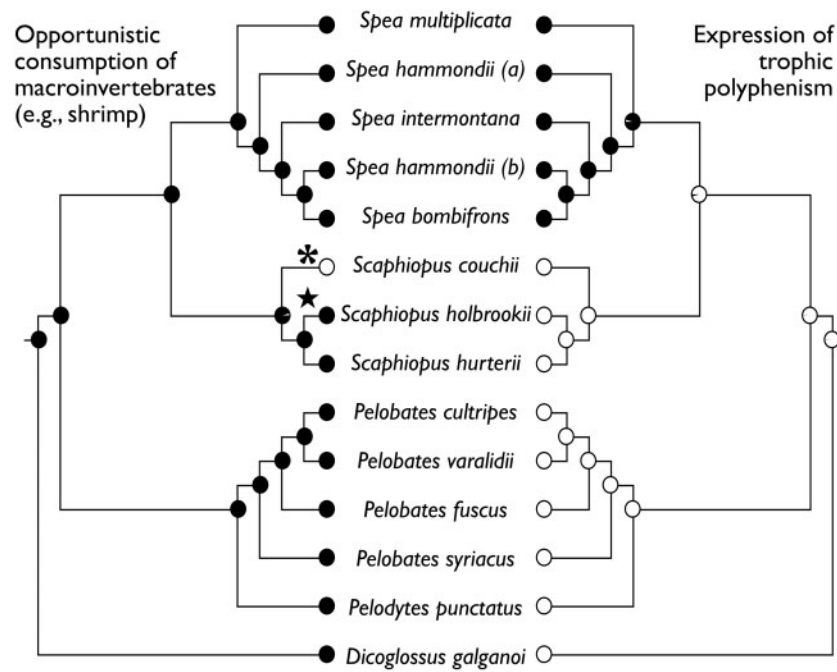 Opportunistic
consumption of
macroinvertebrates
(e.g., shrimp)
Expression of
trophic
polyphenism
Spea multiplicata
Spea hammondii (a)
Spea intermontana
Spea hammondii (b)
Spea bombifrons
*
Scaphiopus couchii
Scaphiopus holbrookii
Scaphiopus hurterii
Pelobates cultripes
Pelobates varalidii
Pelobates fuscus
Pelobates syriacus
Pelodytes punctatus
Dicoglossus galganoi